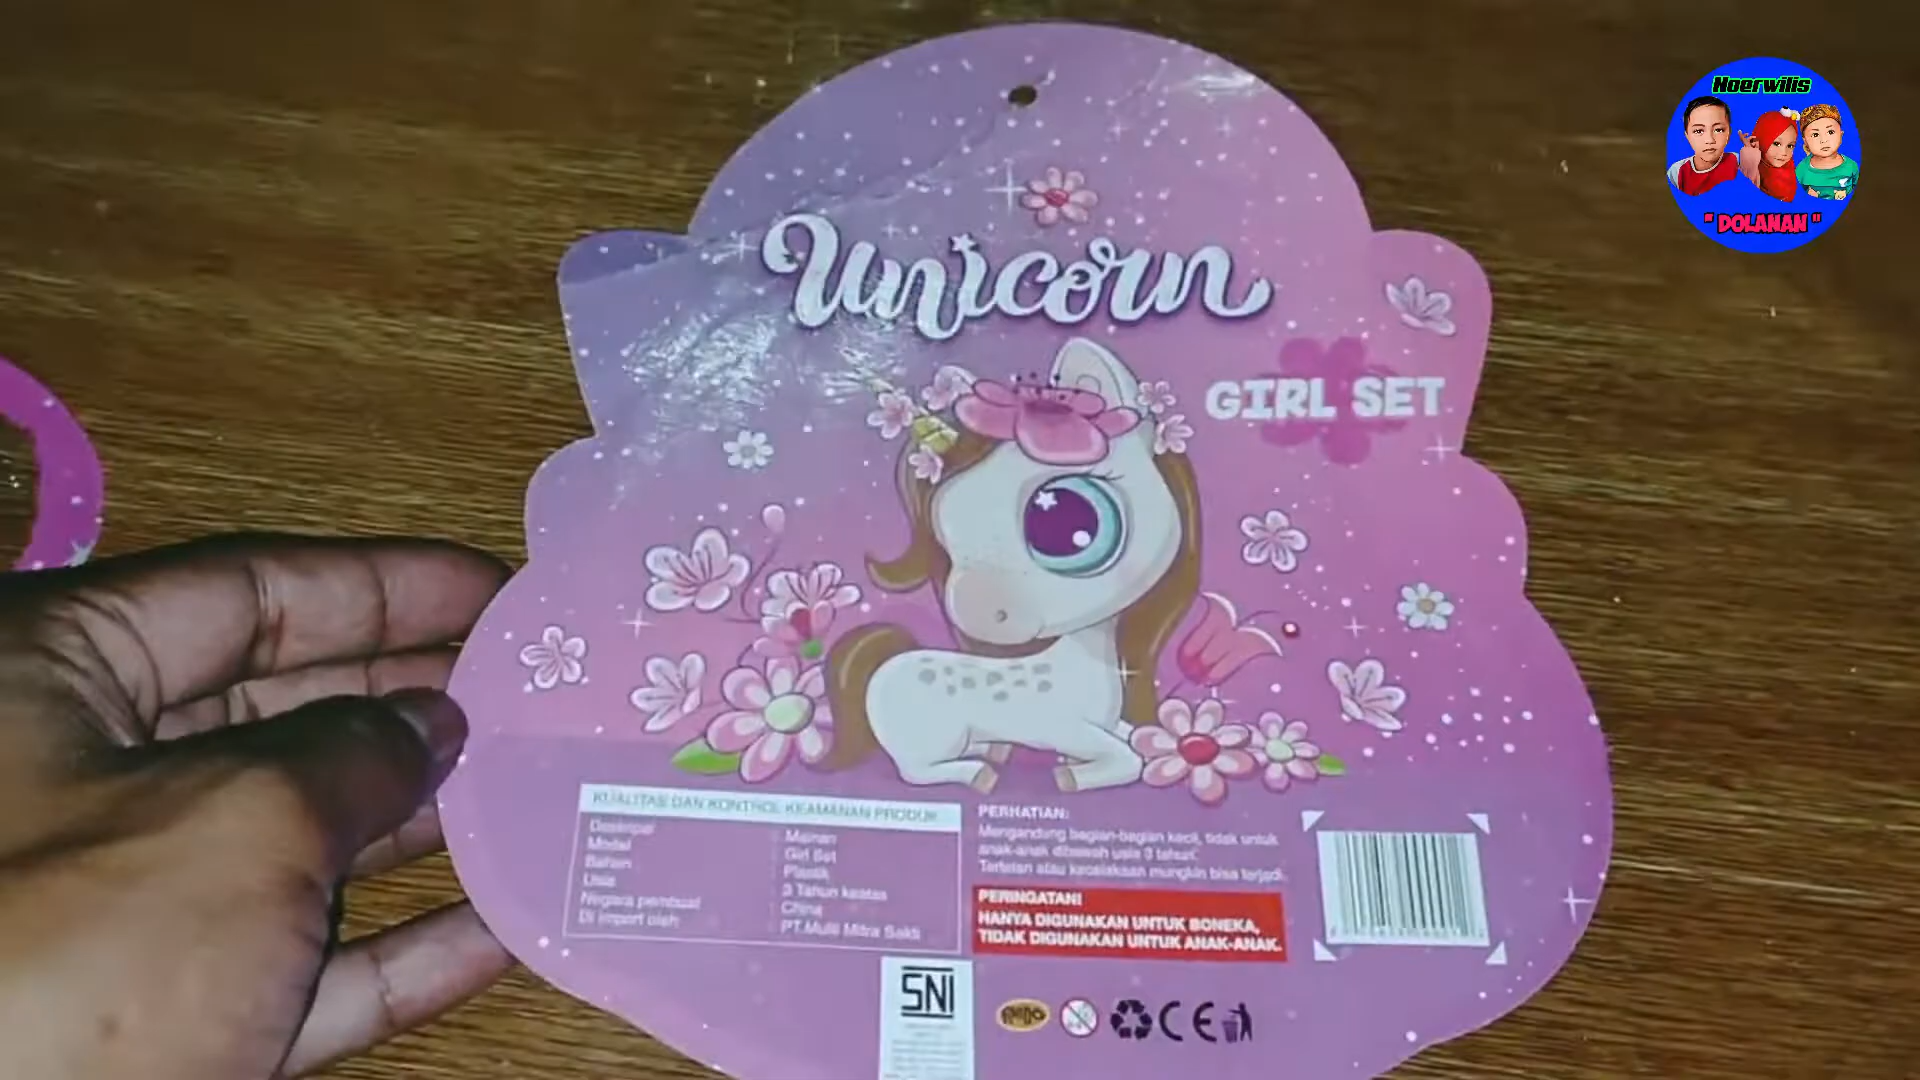 Noerwilis
" DOLANAN "
Unicorn
GIRL SET
KUALITAS DAN KONTROL KEAMANAN PRODUK
Deskripsi : Mainan
Model : Girl Set
Bahan : Plastik
Usia : 3 Tahun keatas
Negara pembuat : China
Di import oleh : PT.Multi Mitra Sakti
PERHATIAN:
Mengandung bagian-bagian kecil, tidak untuk
anak-anak dibawah usia 3 tahun.
Tertelan atau kecelakaan mungkin bisa terjadi.
PERINGATAN!
HANYA DIGUNAKAN UNTUK BONEKA,
TIDAK DIGUNAKAN UNTUK ANAK-ANAK.
SNI
CE